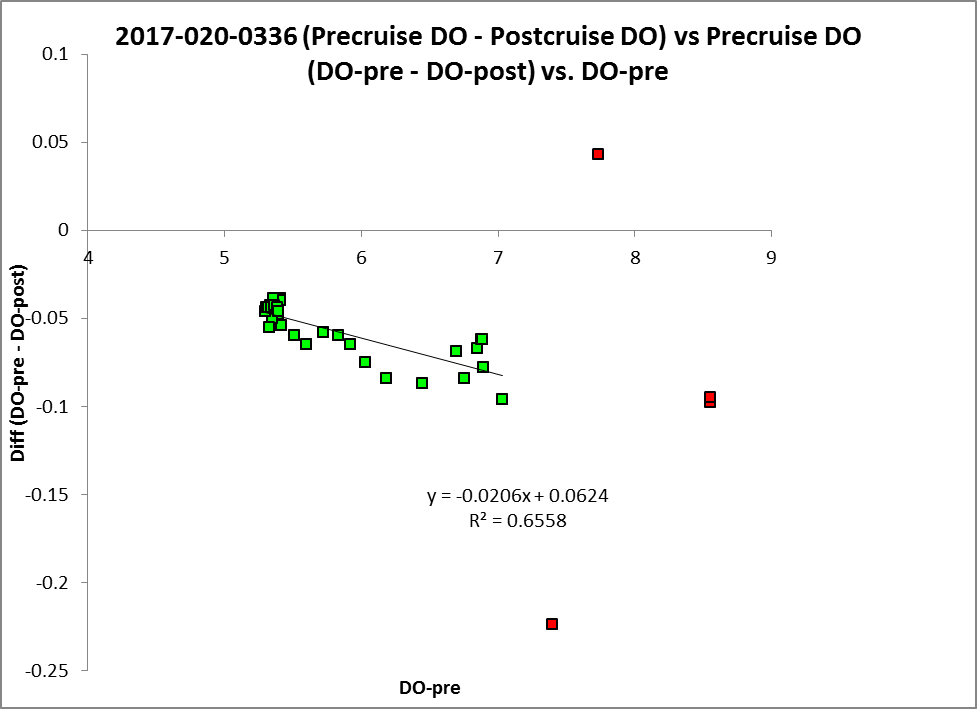 2017-020-0336 (Precruise DO - Postcruise DO) vs Precruise DO
(DO-pre - DO-post) vs. DO-pre
0.1
0.05
0
4
5
6
7
8
9
-0.05
-0.1
-0.15
-0.2
-0.25
Diff (DO-pre - DO-post)
y = -0.0206x + 0.0624
R² = 0.6558
DO-pre